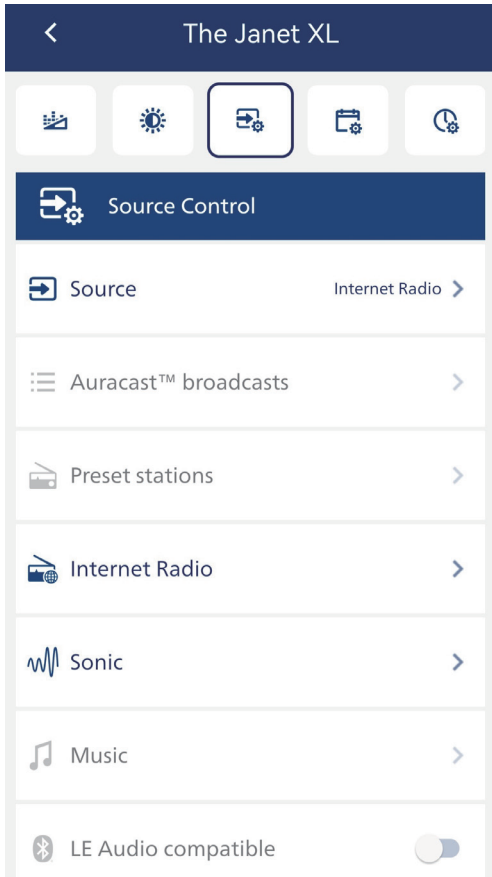 The Janet XL
Source Control
Source Internet Radio
Auracast™ broadcasts
Preset stations
Internet Radio
Sonic
Music
LE Audio compatible